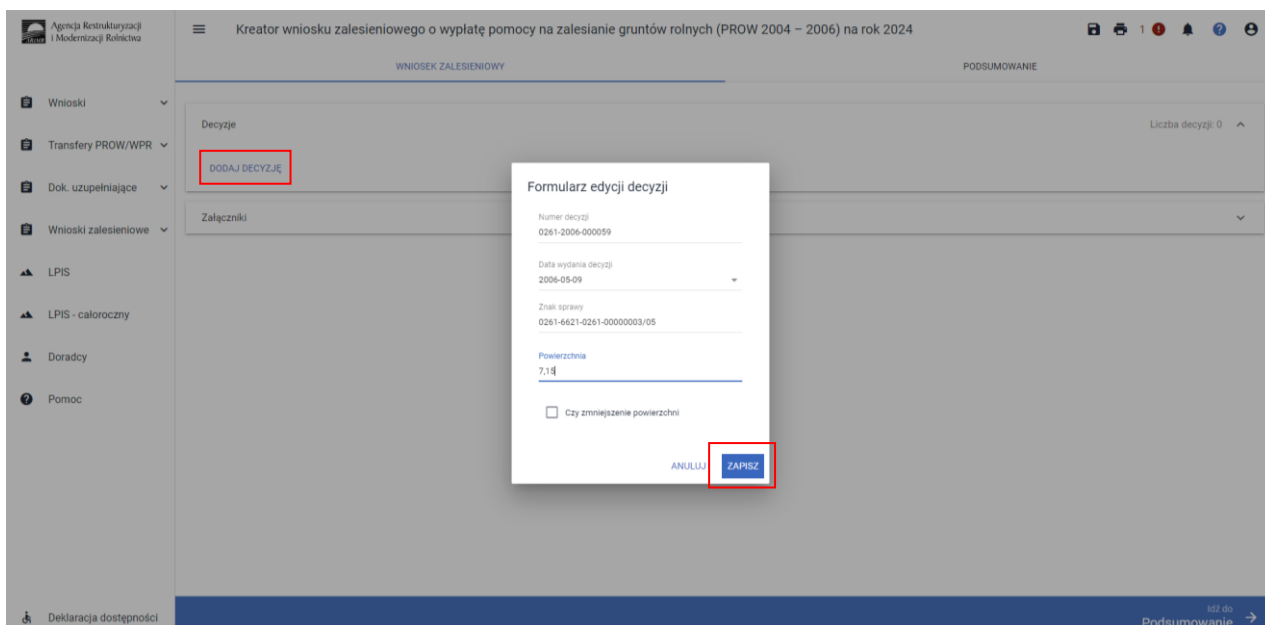 Agencja Restrukturyzacji
i Modernizacji Rolnictwa
Kreator wniosku zalesieniowego o wypłatę pomocy na zalesianie gruntów rolnych (PROW 2004 – 2006) na rok 2024
1
WNIOSEK ZALESIENIOWY
PODSUMOWANIE
Wnioski
Transfery PROW/WPR
Dok. uzupełniające
Wnioski zalesieniowe
LPIS
LPIS - całoroczny
Doradcy
Pomoc
Deklaracja dostępności
Decyzje
Liczba decyzji: 0
DODAJ DECYZJĘ
Załączniki
Formularz edycji decyzji
Numer decyzji
0261-2006-000059
Data wydania decyzji
2006-05-09
Znak sprawy
0261-6621-0261-00000003/05
Powierzchnia
7,15
Czy zmniejszenie powierzchni
ANULUJ
ZAPISZ
Idź do
Podsumowanie